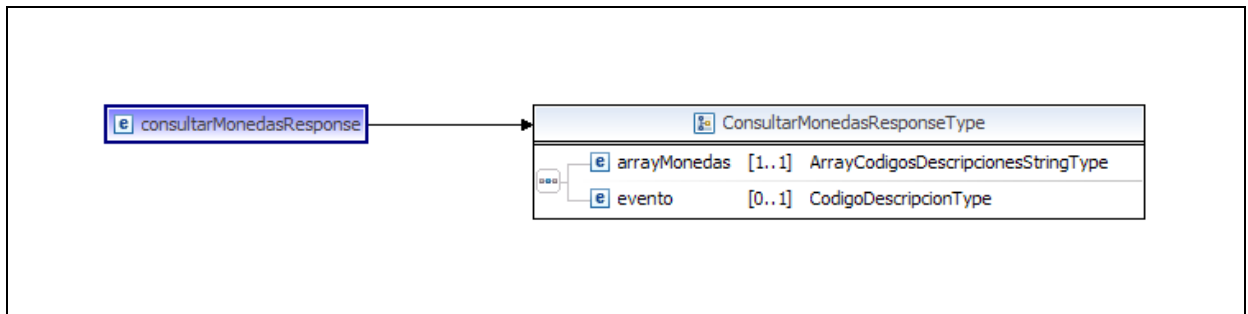 e consultarMonedasResponse
ConsultarMonedasResponseType
e arrayMonedas [1..1] ArrayCodigosDescripcionesStringType
e evento [0..1] CodigoDescripcionType